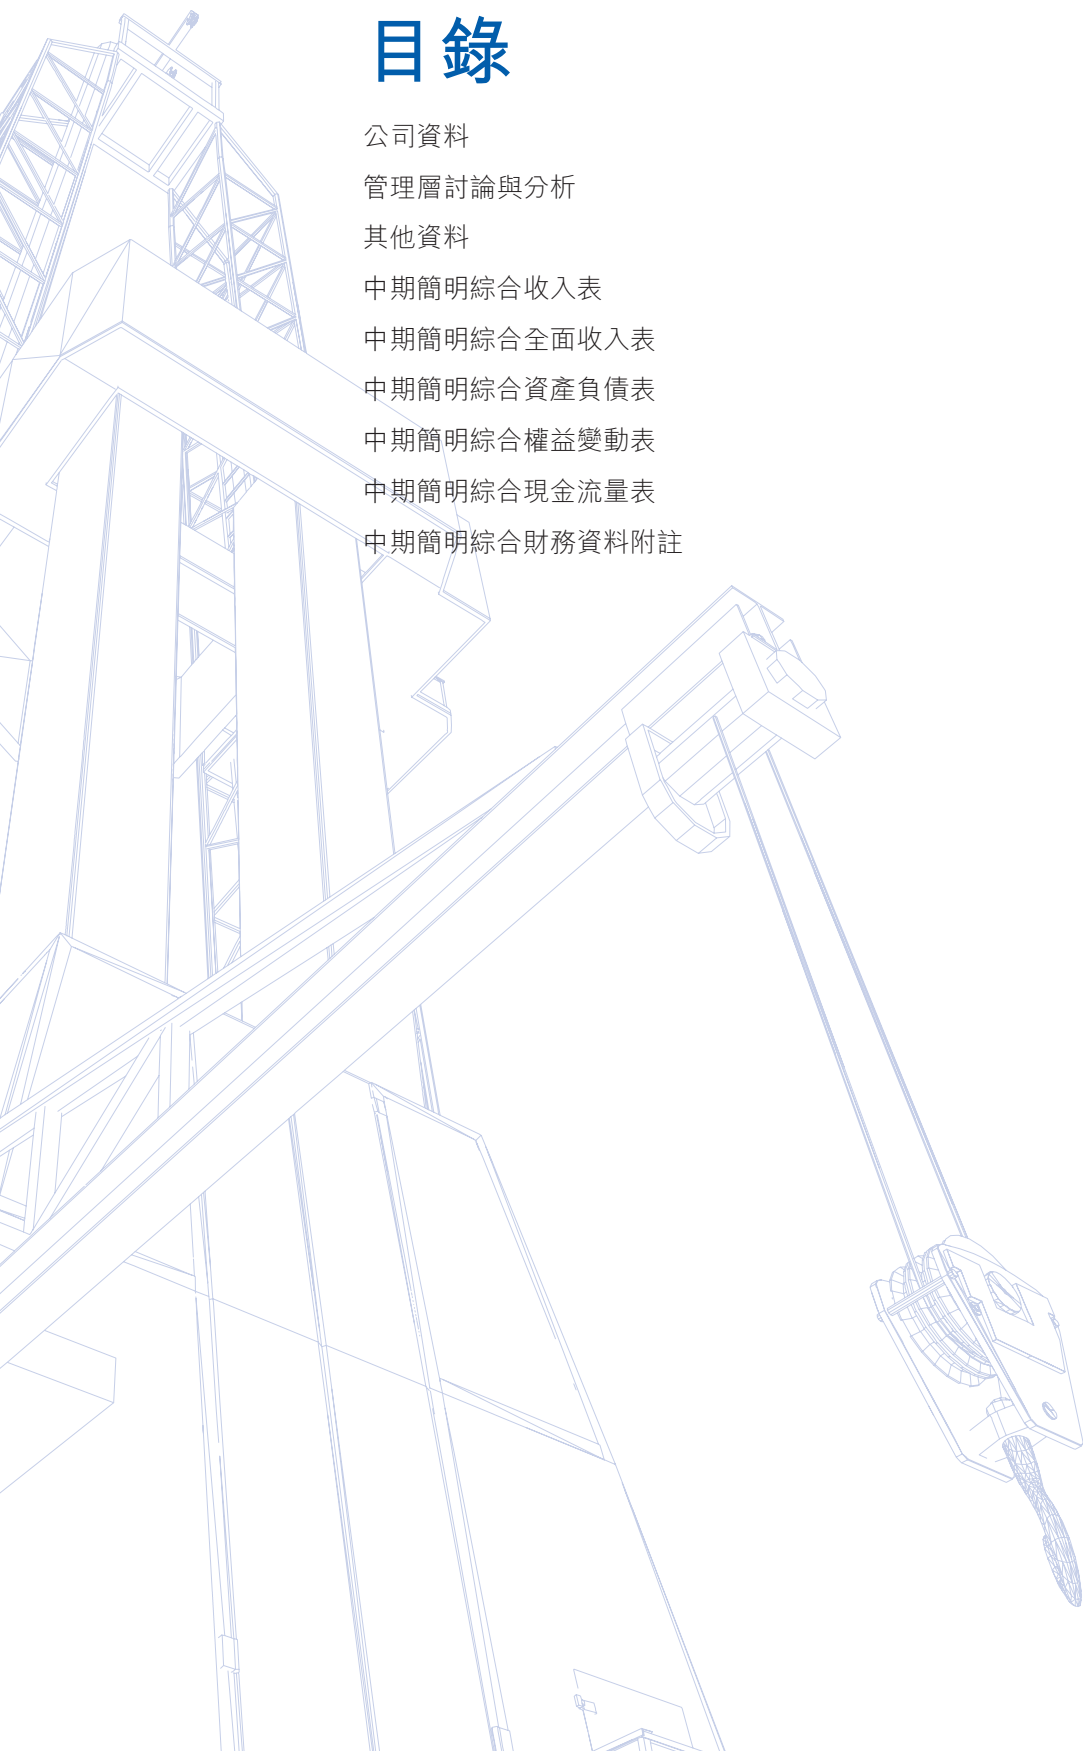 目錄
公司資料
管理層討論與分析
其他資料
中期簡明綜合收入表
中期簡明綜合全面收入表
中期簡明綜合資產負債表
中期簡明綜合權益變動表
中期簡明綜合現金流量表
中期簡明綜合財務資料附註